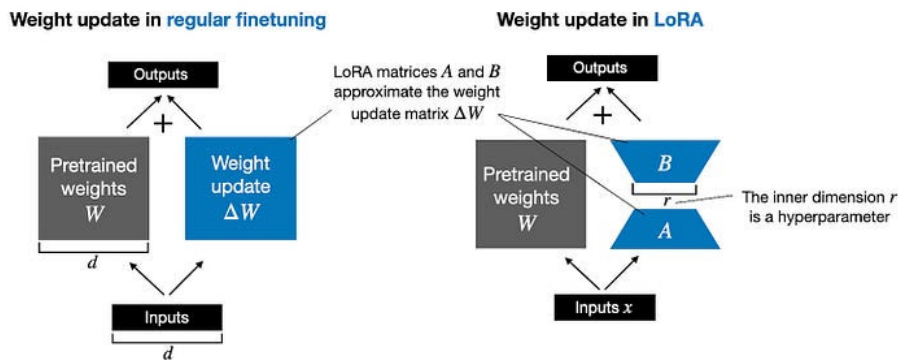 Weight update in regular finetuning
Outputs
+
Pretrained
weights
W
Weight
update
ΔW
d
Inputs
d
LoRA matrices A and B
approximate the weight
update matrix ΔW
Weight update in LoRA
Outputs
+
Pretrained
weights
W
B
r
A
The inner dimension r
is a hyperparameter
Inputs x